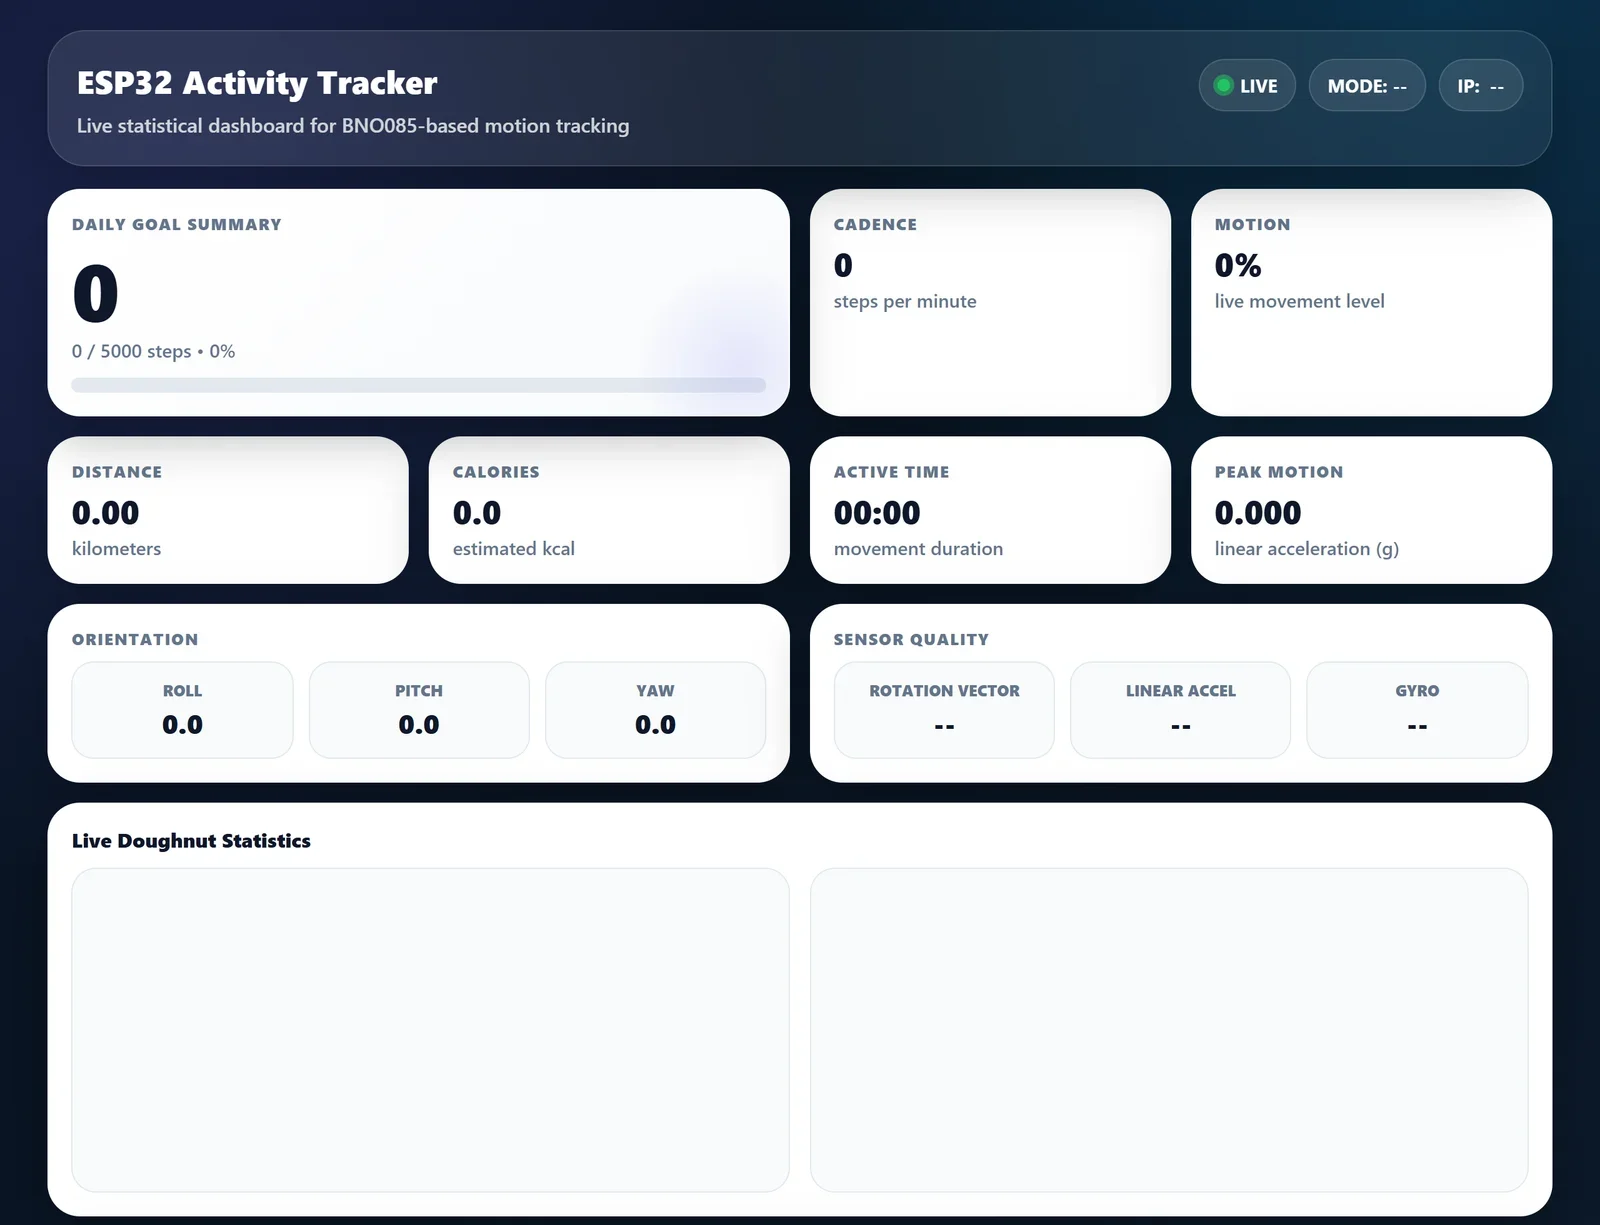 ESP32 Activity Tracker
Live statistical dashboard for BNO085-based motion tracking
LIVE
MODE: --
IP: --
DAILY GOAL SUMMARY
0
0 / 5000 steps • 0%
CADENCE
0
steps per minute
MOTION
0%
live movement level
DISTANCE
0.00
kilometers
CALORIES
0.0
estimated kcal
ACTIVE TIME
00:00
movement duration
PEAK MOTION
0.000
linear acceleration (g)
ORIENTATION
ROLL
0.0
PITCH
0.0
YAW
0.0
SENSOR QUALITY
ROTATION VECTOR
--
LINEAR ACCEL
--
GYRO
--
Live Doughnut Statistics